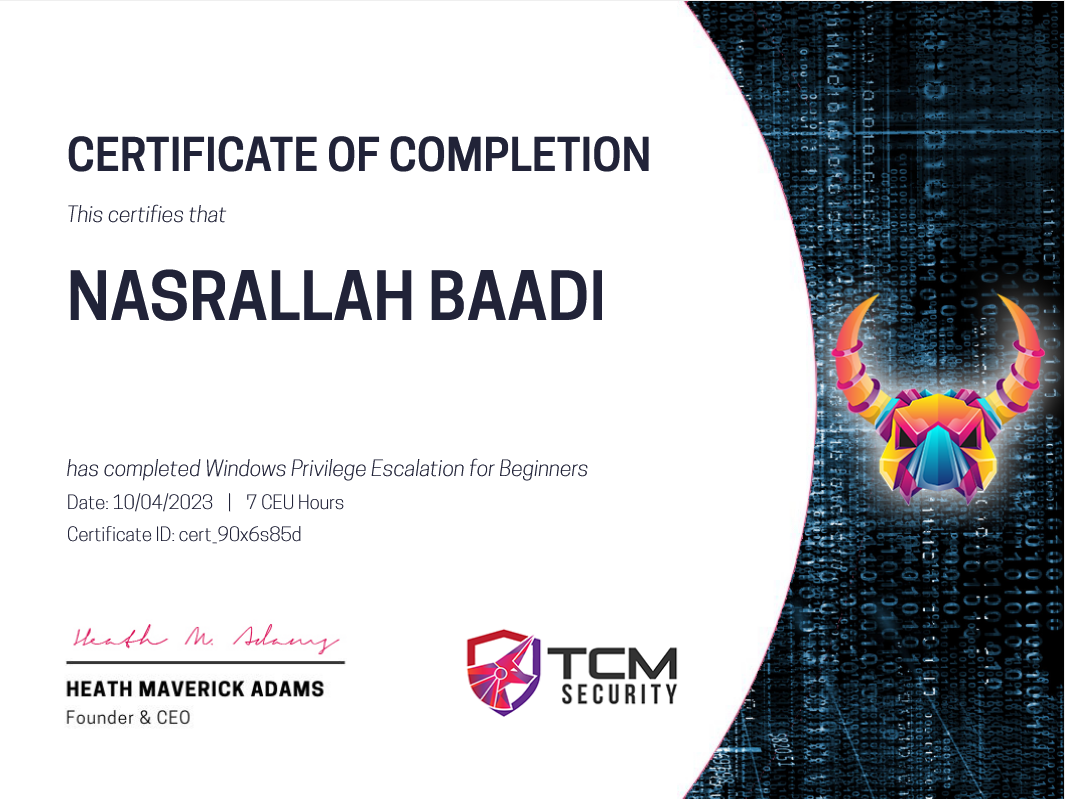 CERTIFICATE OF COMPLETION
This certifies that
NASRALLAH BAADI
has completed Windows Privilege Escalation for Beginners
Date: 10/04/2023 | 7 CEU Hours
Certificate ID: cert_90x6s85d
Heath M. Adams
HEATH MAVERICK ADAMS
Founder & CEO
TCM
SECURITY